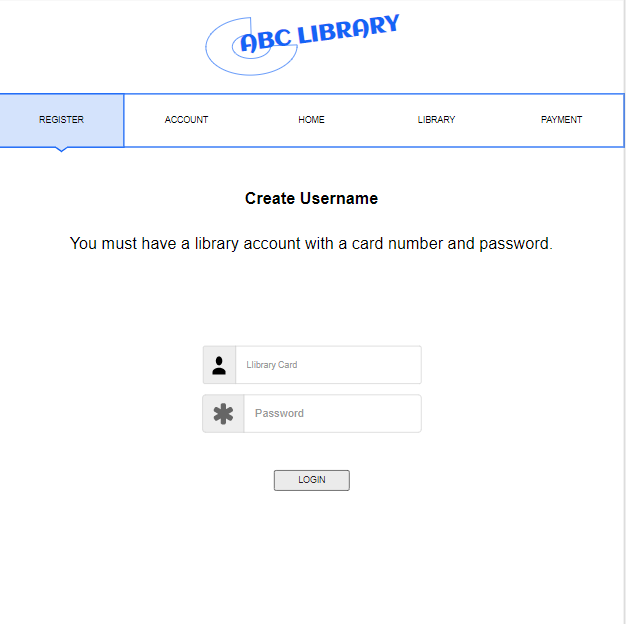 ABC LIBRARY
REGISTER ACCOUNT HOME LIBRARY PAYMENT
Create Username
You must have a library account with a card number and password.
Llibrary Card
Password
LOGIN